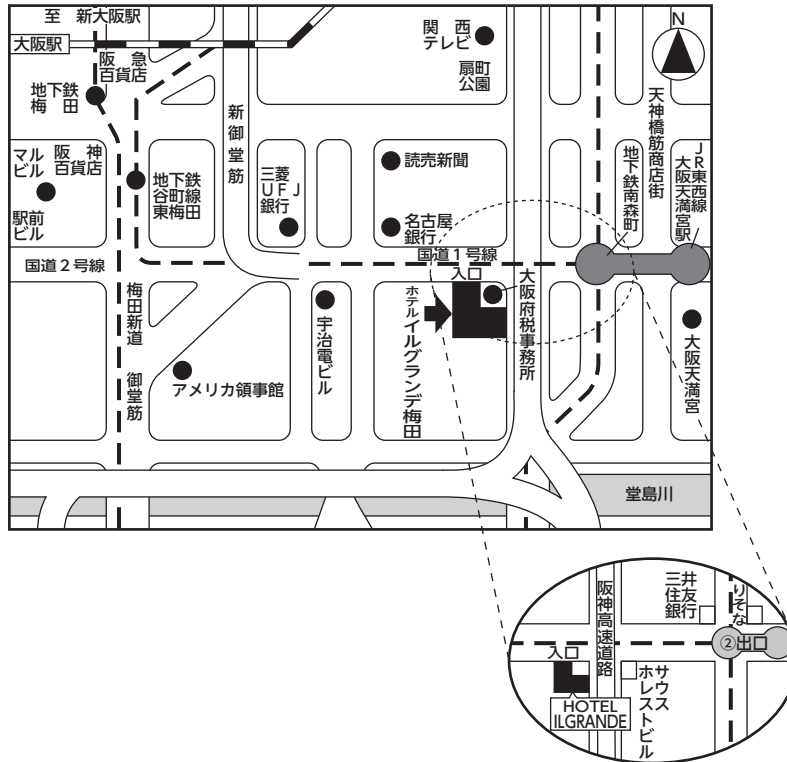 至 新大阪駅
大阪駅
阪急
百貨店
地下鉄
梅田
関西
テレビ
扇町
公園
N
新御堂筋
天神橋筋商店街
地下鉄南森町
JR東西線
大阪天満宮駅
マル
ビル
阪神
百貨店
駅前
ビル
地下鉄
谷町線
東梅田
三菱
UFJ
銀行
読売新聞
名古屋
銀行
国道1号線
国道2号線
入口
大阪府税事務所
ホテルイルグランデ梅田
梅田新道
御堂筋
宇治電ビル
アメリカ領事館
大阪天満宮
堂島川
阪神高速道路
三井
住友
銀行
りそな
②出口
入口
HOTEL
ILGRANDE
サウス
ホレストビル